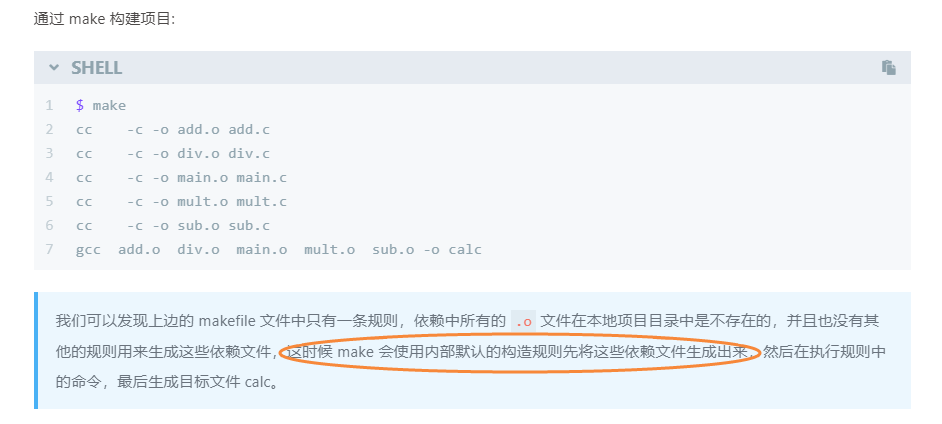 通过 make 构建项目:
SHELL
1 $ make
2 cc    -c -o add.o add.c
3 cc    -c -o div.o div.c
4 cc    -c -o main.o main.c
5 cc    -c -o mult.o mult.c
6 cc    -c -o sub.o sub.c
7 gcc  add.o  div.o  main.o  mult.o  sub.o -o calc
我们可以发现上边的 makefile 文件中只有一条规则，依赖中所有的 .o 文件在本地项目目录中是不存在的，并且也没有其
他的规则用来生成这些依赖文件，这时候 make 会使用内部默认的构造规则先将这些依赖文件生成出来，然后在执行规则中
的命令，最后生成目标文件 calc。